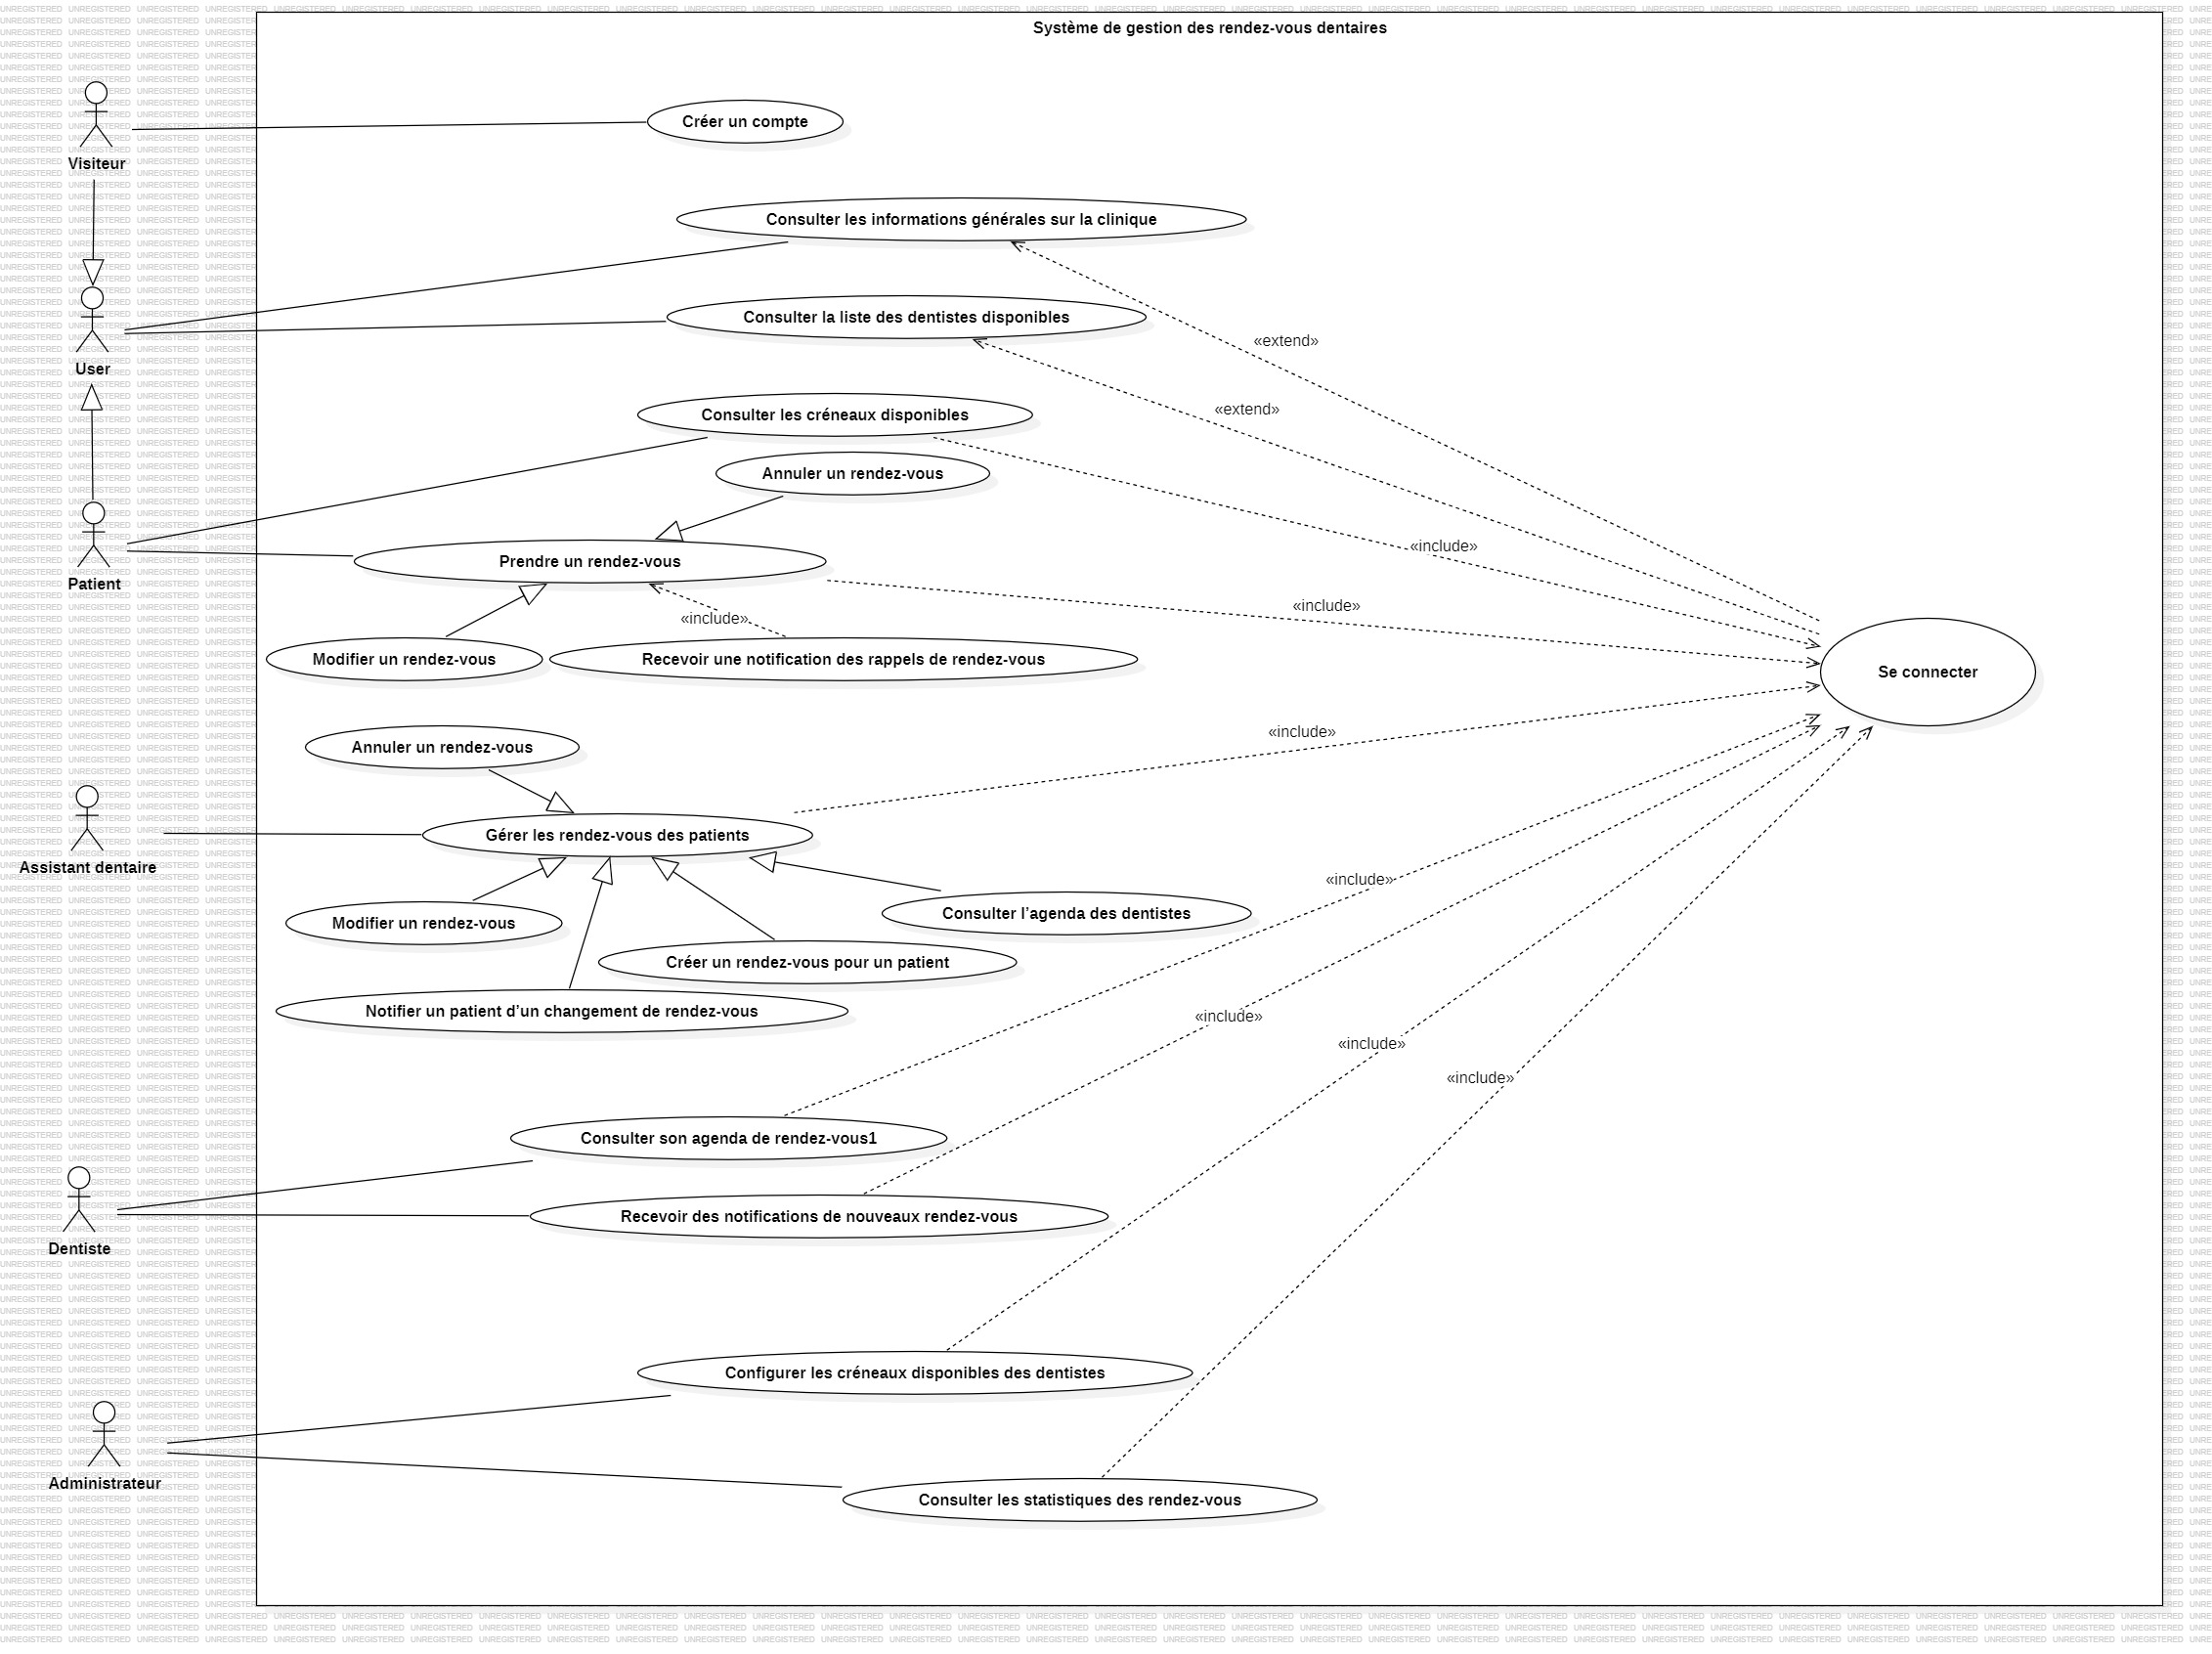 Système de gestion des rendez-vous dentaires
Créer un compte
Visiteur
Consulter les informations générales sur la clinique
Consulter la liste des dentistes disponibles
«extend»
User
«extend»
Consulter les créneaux disponibles
Annuler un rendez-vous
«include»
Prendre un rendez-vous
Patient
«include»
«include»
Modifier un rendez-vous
Recevoir une notification des rappels de rendez-vous
Se connecter
«include»
Annuler un rendez-vous
Gérer les rendez-vous des patients
Assistant dentaire
«include»
Consulter l’agenda des dentistes
Modifier un rendez-vous
Créer un rendez-vous pour un patient
Notifier un patient d’un changement de rendez-vous
«include»
«include»
«include»
Consulter son agenda de rendez-vous1
Recevoir des notifications de nouveaux rendez-vous
Dentiste
Configurer les créneaux disponibles des dentistes
Administrateur
Consulter les statistiques des rendez-vous
UNREGISTERED